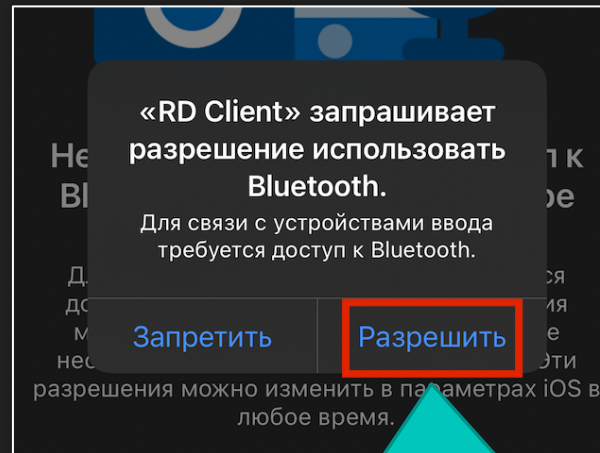 «RD Client» запрашивает
разрешение использовать
Bluetooth.
Для связи с устройствами ввода
требуется доступ к Bluetooth.
Запретить
Разрешить
разрешения можно изменить в параметрах iOS в
любое время.